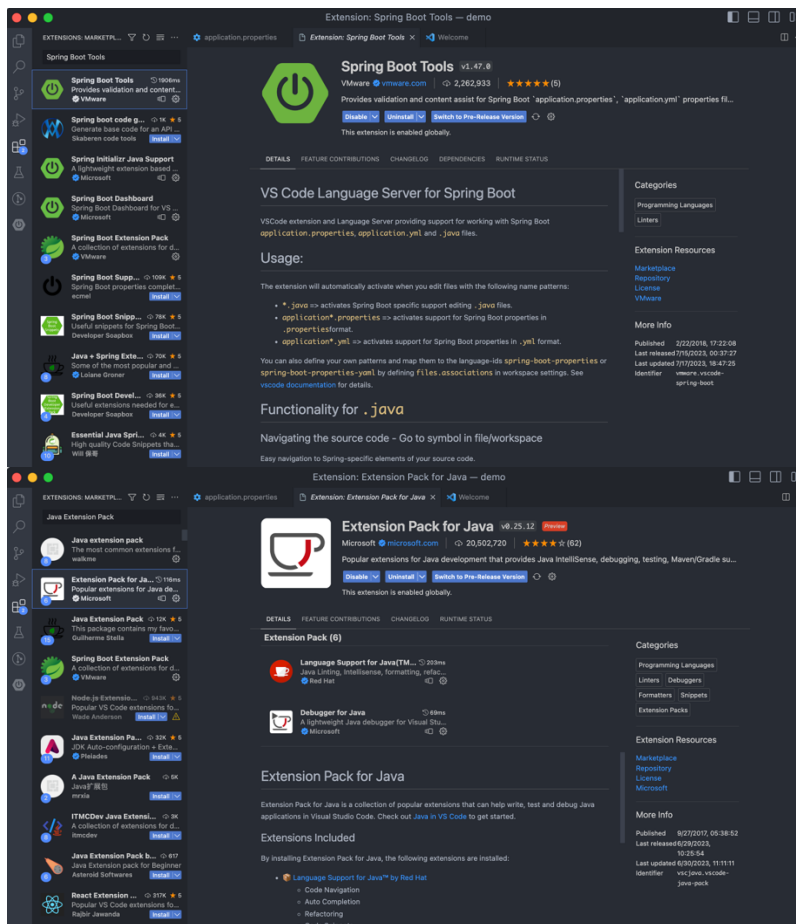 Extension: Spring Boot Tools — demo
EXTENSIONS: MARKETPL...
Spring Boot Tools
Spring Boot Tools 1906ms
Provides validation and content...
VMware
Spring boot code g... 1K ★ 5
Generate base code for an API ...
Skaberen code tools Install
Spring Initializr Java Support
A lightweight extension based ...
Microsoft
Spring Boot Dashboard
Spring Boot Dashboard for VS ...
Microsoft
Spring Boot Extension Pack
A collection of extensions for d...
VMware
Spring Boot Supp... 109K ★ 5
Spring Boot properties complet...
ecmel Install
Spring Boot Snipp... 78K ★ 5
Useful snippets for Spring Boot...
Developer Soapbox Install
Java + Spring Exte... 70K ★ 5
Some of the most popular and ...
Loiane Groner Install
Spring Boot Devel... 36K ★ 5
Useful extensions needed for e...
Developer Soapbox Install
Essential Java Spri... 4K ★ 5
High quality Code Snippets tha...
Will 保哥 Install
application.properties Extension: Spring Boot Tools × Welcome
Spring Boot Tools v1.47.0
VMware vmware.com | 2,262,933 | ★★★★★ (5)
Provides validation and content assist for Spring Boot `application.properties`, `application.yml` properties fil...
Disable Uninstall Switch to Pre-Release Version
This extension is enabled globally.
DETAILS FEATURE CONTRIBUTIONS CHANGELOG DEPENDENCIES RUNTIME STATUS
VS Code Language Server for Spring Boot
VSCode extension and Language Server providing support for working with Spring Boot
application.properties, application.yml and .java files.
Usage:
The extension will automatically activate when you edit files with the following name patterns:
• *.java => activates Spring Boot specific support editing .java files.
• application*.properties => activates support for Spring Boot properties in
.propertiesformat.
• application*.yml => activates support for Spring Boot properties in .yml format.
You can also define your own patterns and map them to the language-ids spring-boot-properties or
spring-boot-properties-yaml by defining files.associations in workspace settings. See
vscode documentation for details.
Functionality for .java
Navigating the source code - Go to symbol in file/workspace
Easy navigation to Spring-specific elements of your source code.
Categories
Programming Languages
Linters
Extension Resources
Marketplace
Repository
License
VMware
More Info
Published 2/22/2018, 17:22:08
Last released 7/15/2023, 00:37:27
Last updated 7/17/2023, 18:47:25
Identifier vmware.vscode-
spring-boot
Extension: Extension Pack for Java — demo
EXTENSIONS: MARKETPL...
Java Extension Pack
Java extension pack
The most common extensions f...
walkme
Extension Pack for Ja... 116ms
Popular extensions for Java de...
Microsoft
Java Extension Pack 12K ★ 5
This package contains my favo...
Guilherme Stella Install
Spring Boot Extension Pack
A collection of extensions for d...
VMware
Node.js Extensio... 943K ★ 5
Popular VS Code extensions fo...
Wade Anderson Install
Java Extension Pa... 32K ★ 5
JDK Auto-configuration + Exte...
Pleiades Install
A Java Extension Pack 5K
Java扩展包
mrxia Install
ITMCDev Java Extensi... 3K
A collection of extensions for d...
itmcdev Install
Java Extension Pack b... 617
Java Extension pack for Beginner
Asteroid Softwares Install
React Extension ... 317K ★ 5
Popular VS Code extensions fo...
Rajbir Jawanda Install
application.properties Extension: Extension Pack for Java × Welcome
Extension Pack for Java v0.25.12 Preview
Microsoft microsoft.com | 20,502,720 | ★★★★☆ (62)
Popular extensions for Java development that provides Java IntelliSense, debugging, testing, Maven/Gradle su...
Disable Uninstall Switch to Pre-Release Version
This extension is enabled globally.
DETAILS FEATURE CONTRIBUTIONS CHANGELOG RUNTIME STATUS
Extension Pack (6)
Language Support for Java(TM... 203ms
Java Linting, Intellisense, formatting, refac...
Red Hat
Debugger for Java 69ms
A lightweight Java debugger for Visual Stu...
Microsoft
Extension Pack for Java
Extension Pack for Java is a collection of popular extensions that can help write, test and debug Java
applications in Visual Studio Code. Check out Java in VS Code to get started.
Extensions Included
By installing Extension Pack for Java, the following extensions are installed:
• Language Support for Java™ by Red Hat
Code Navigation
Auto Completion
Refactoring
Categories
Programming Languages
Linters Debuggers
Formatters Snippets
Extension Packs
Extension Resources
Marketplace
Repository
License
Microsoft
More Info
Published 9/27/2017, 05:38:52
Last released 6/29/2023,
10:25:54
Last updated 6/30/2023, 11:11:11
Identifier vscjava.vscode-
java-pack